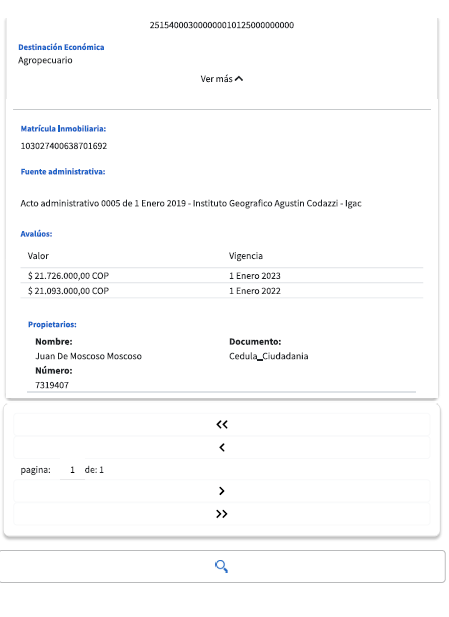 251540003000000010125000000000
Destinación Económica
Agropecuario
Ver más
Matrícula Inmobiliaria:
103027400638701692
Fuente administrativa:
Acto administrativo 0005 de 1 Enero 2019 - Instituto Geografico Agustin Codazzi - Igac
Avalúos:
Valor Vigencia
$ 21.726.000,00 COP 1 Enero 2023
$ 21.093.000,00 COP 1 Enero 2022
Propietarios:
Nombre: Documento:
Juan De Moscoso Moscoso Cedula_Ciudadania
Número:
7319407
pagina: 1 de: 1